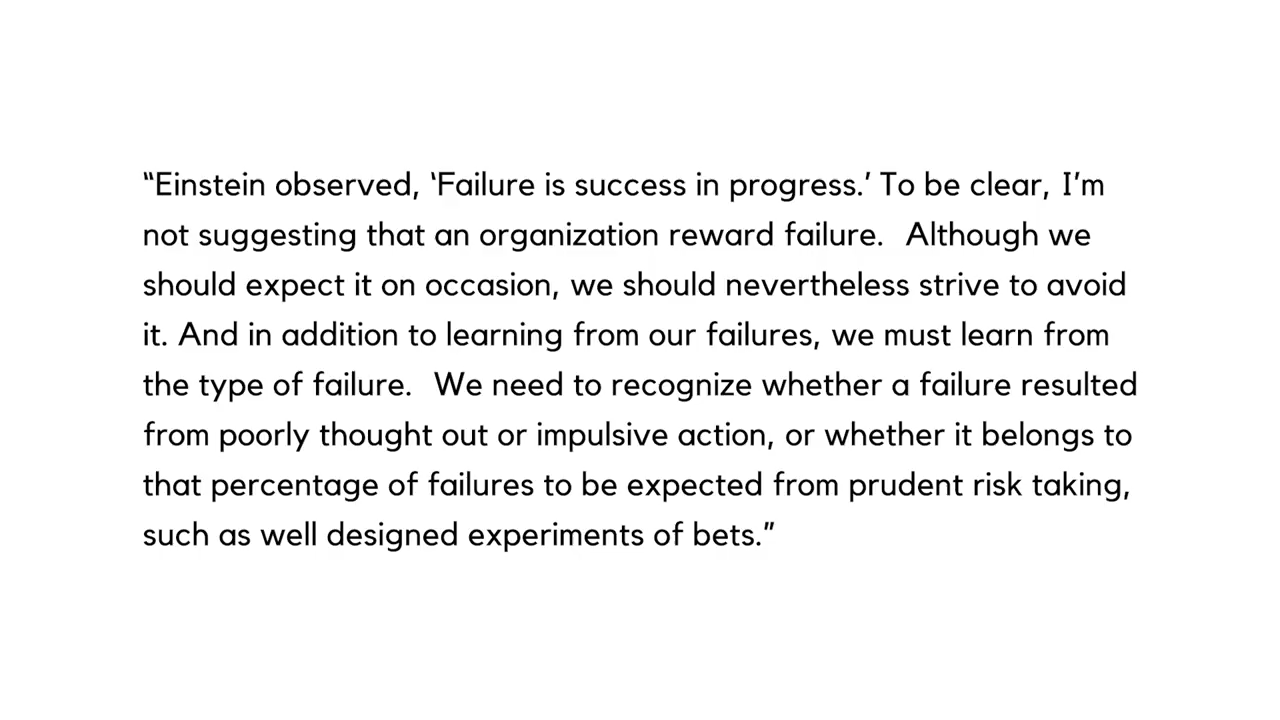 “Einstein observed, ‘Failure is success in progress.’ To be clear, I’m
not suggesting that an organization reward failure.  Although we
should expect it on occasion, we should nevertheless strive to avoid
it. And in addition to learning from our failures, we must learn from
the type of failure.  We need to recognize whether a failure resulted
from poorly thought out or impulsive action, or whether it belongs to
that percentage of failures to be expected from prudent risk taking,
such as well designed experiments of bets.”